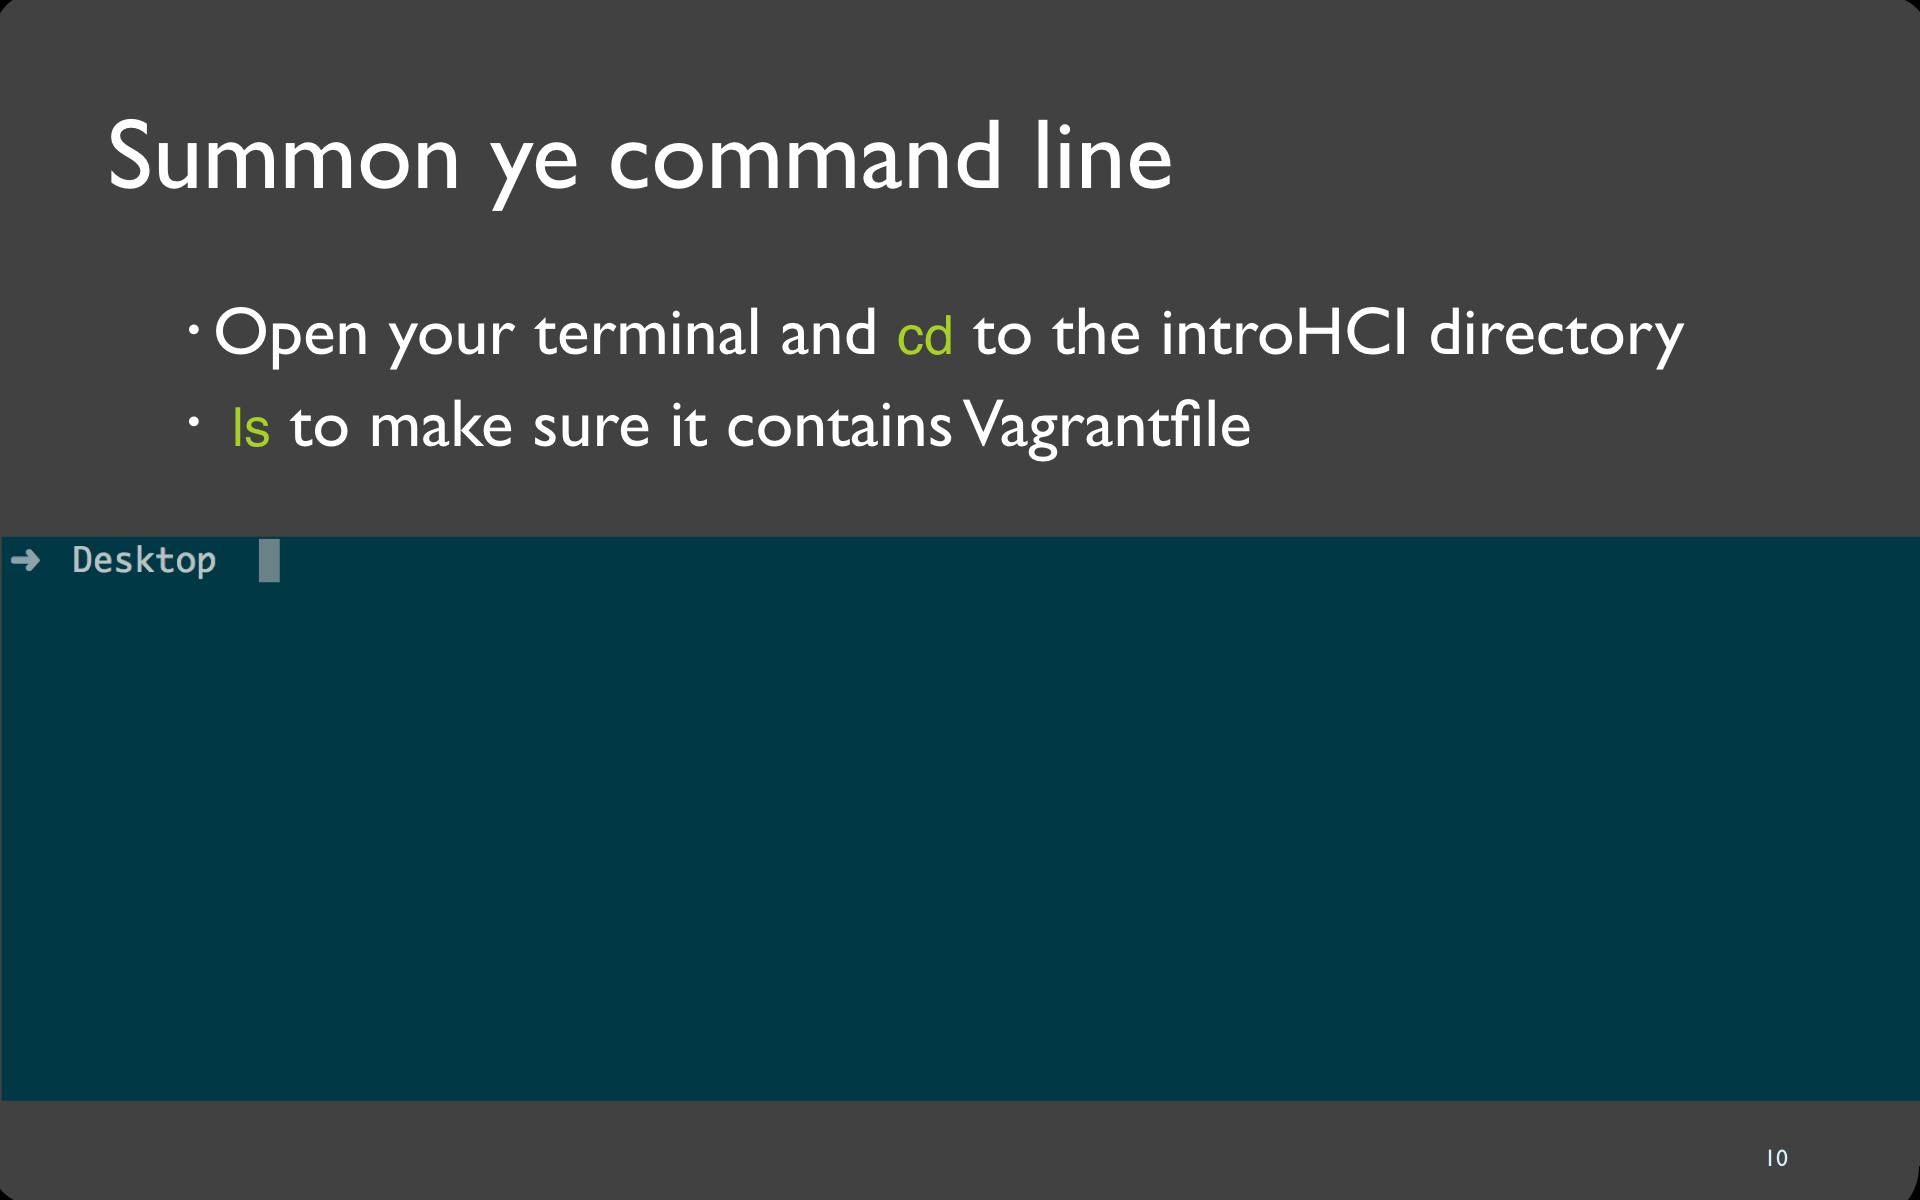 Summon ye command line
• Open your terminal and cd to the introHCI directory
• ls to make sure it contains Vagrantfile
➜ Desktop
10